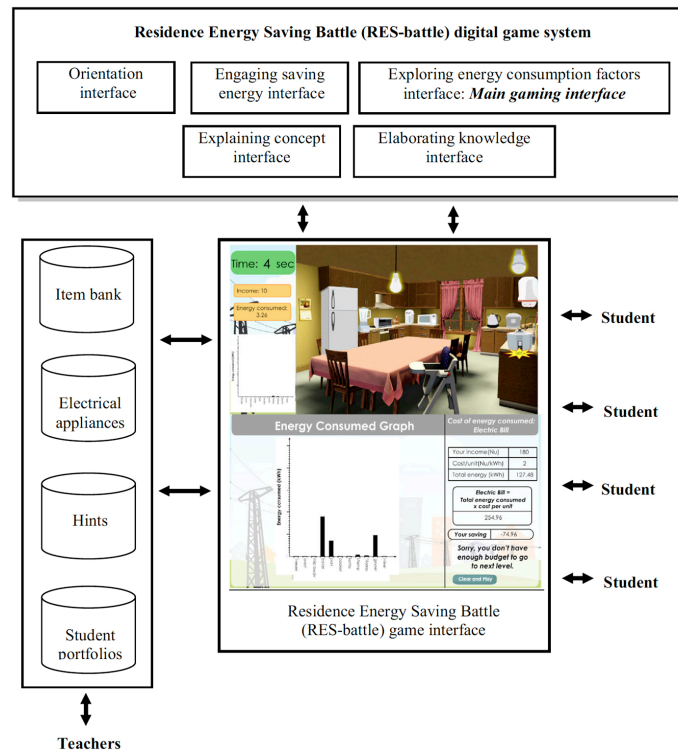 Residence Energy Saving Battle (RES-battle) digital game system
Orientation
interface
Engaging saving
energy interface
Exploring energy consumption factors
interface: Main gaming interface
Explaining concept
interface
Elaborating knowledge
interface
Item bank
Electrical
appliances
Hints
Student
portfolios
Teachers
Time: 4 sec
Income: 10
Energy consumed:
3.26
Energy Consumed Graph
Energy consumed (kWh)
Cost of energy consumed:
Electric Bill
Your income(Nu) 180
Cost/unit(Nu/kWh) 2
Total energy (kWh) 127.48
Electric Bill =
Total energy consumed
x cost per unit
254.96
Your saving -74.96
Sorry, you don't have
enough budget to go
to next level.
Clear and Play
Residence Energy Saving Battle
(RES-battle) game interface
Student
Student
Student
Student